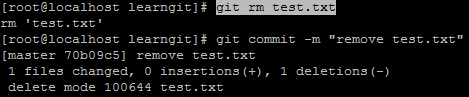 [root@localhost learngit]# git rm test.txt
rm 'test.txt'
[root@localhost learngit]# git commit -m "remove test.txt"
[master 70b09c5] remove test.txt
 1 files changed, 0 insertions(+), 1 deletions(-)
 delete mode 100644 test.txt